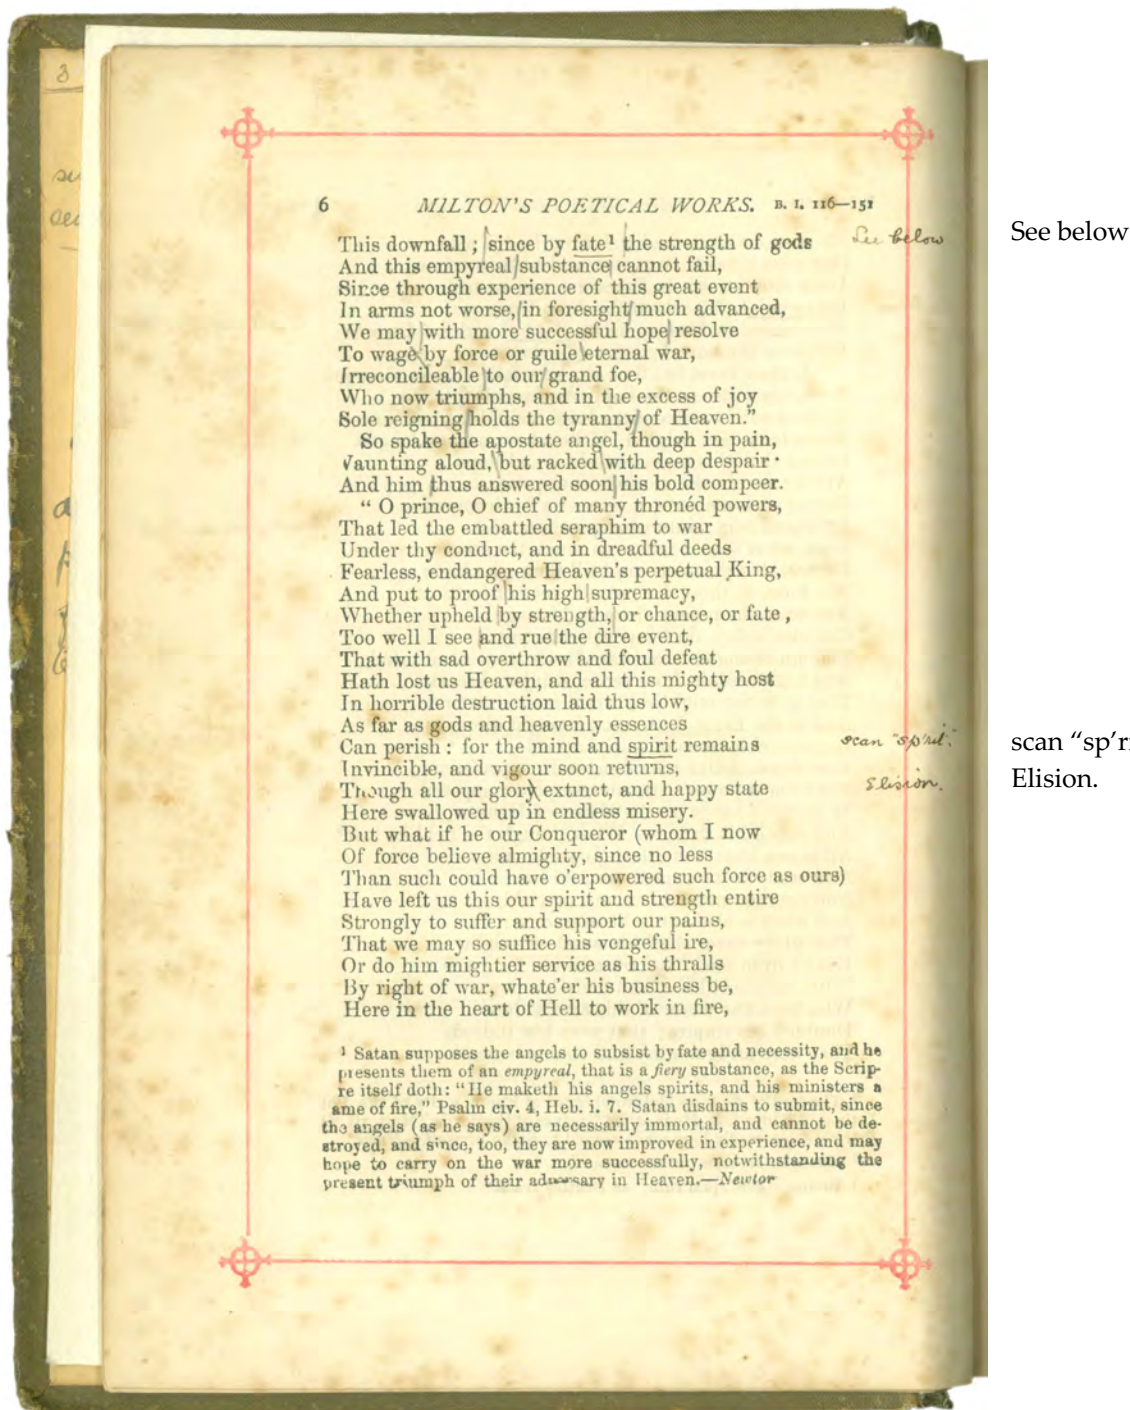 3
6 MILTON'S POETICAL WORKS. B. I. 116—151
This downfall ; since by fate¹ the strength of gods See below
See below
And this empyreal substance cannot fail,
Since through experience of this great event
In arms not worse, in foresight much advanced,
We may with more successful hope resolve
To wage by force or guile eternal war,
Irreconcileable to our grand foe,
Who now triumphs, and in the excess of joy
Sole reigning holds the tyranny of Heaven."
So spake the apostate angel, though in pain,
Vaunting aloud, but racked with deep despair·
And him thus answered soon his bold compeer.
" O prince, O chief of many thronéd powers,
That led the embattled seraphim to war
Under thy conduct, and in dreadful deeds
Fearless, endangered Heaven's perpetual King,
And put to proof his high supremacy,
Whether upheld by strength, or chance, or fate ,
Too well I see and rue the dire event,
That with sad overthrow and foul defeat
Hath lost us Heaven, and all this mighty host
In horrible destruction laid thus low,
As far as gods and heavenly essences
Can perish : for the mind and spirit remains scan "sp'rit".
scan "sp'ri
Invincible, and vigour soon returns,
Though all our glory extinct, and happy state Elision.
Elision.
Here swallowed up in endless misery.
But what if he our Conqueror (whom I now
Of force believe almighty, since no less
Than such could have o'erpowered such force as ours)
Have left us this our spirit and strength entire
Strongly to suffer and support our pains,
That we may so suffice his vengeful ire,
Or do him mightier service as his thralls
By right of war, whate'er his business be,
Here in the heart of Hell to work in fire,
¹ Satan supposes the angels to subsist by fate and necessity, and he
presents them of an empyreal, that is a fiery substance, as the Scrip-
re itself doth: "He maketh his angels spirits, and his ministers a
ame of fire," Psalm civ. 4, Heb. i. 7. Satan disdains to submit, since
the angels (as he says) are necessarily immortal, and cannot be de-
stroyed, and since, too, they are now improved in experience, and may
hope to carry on the war more successfully, notwithstanding the
present triumph of their adversary in Heaven.—Newton